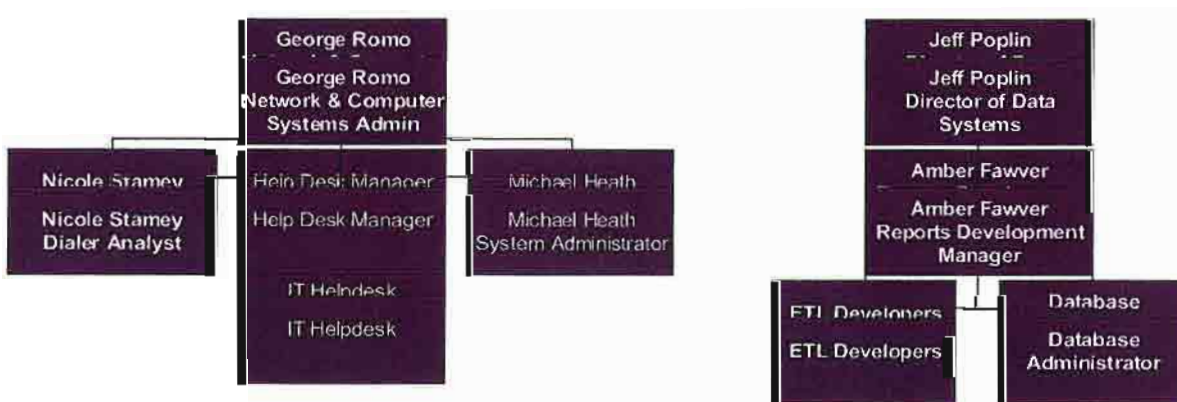 George Romo
George Romo
Network & Computer
Systems Admin
Nicole Stamey
Nicole Stamey
Dialer Analyst
Help Desk Manager
Help Desk Manager
IT Helpdesk
IT Helpdesk
Michael Heath
Michael Heath
System Administrator
Jeff Poplin
Jeff Poplin
Director of Data
Systems
Amber Fawver
Amber Fawver
Reports Development
Manager
ETL Developers
ETL Developers
Database
Database
Administrator